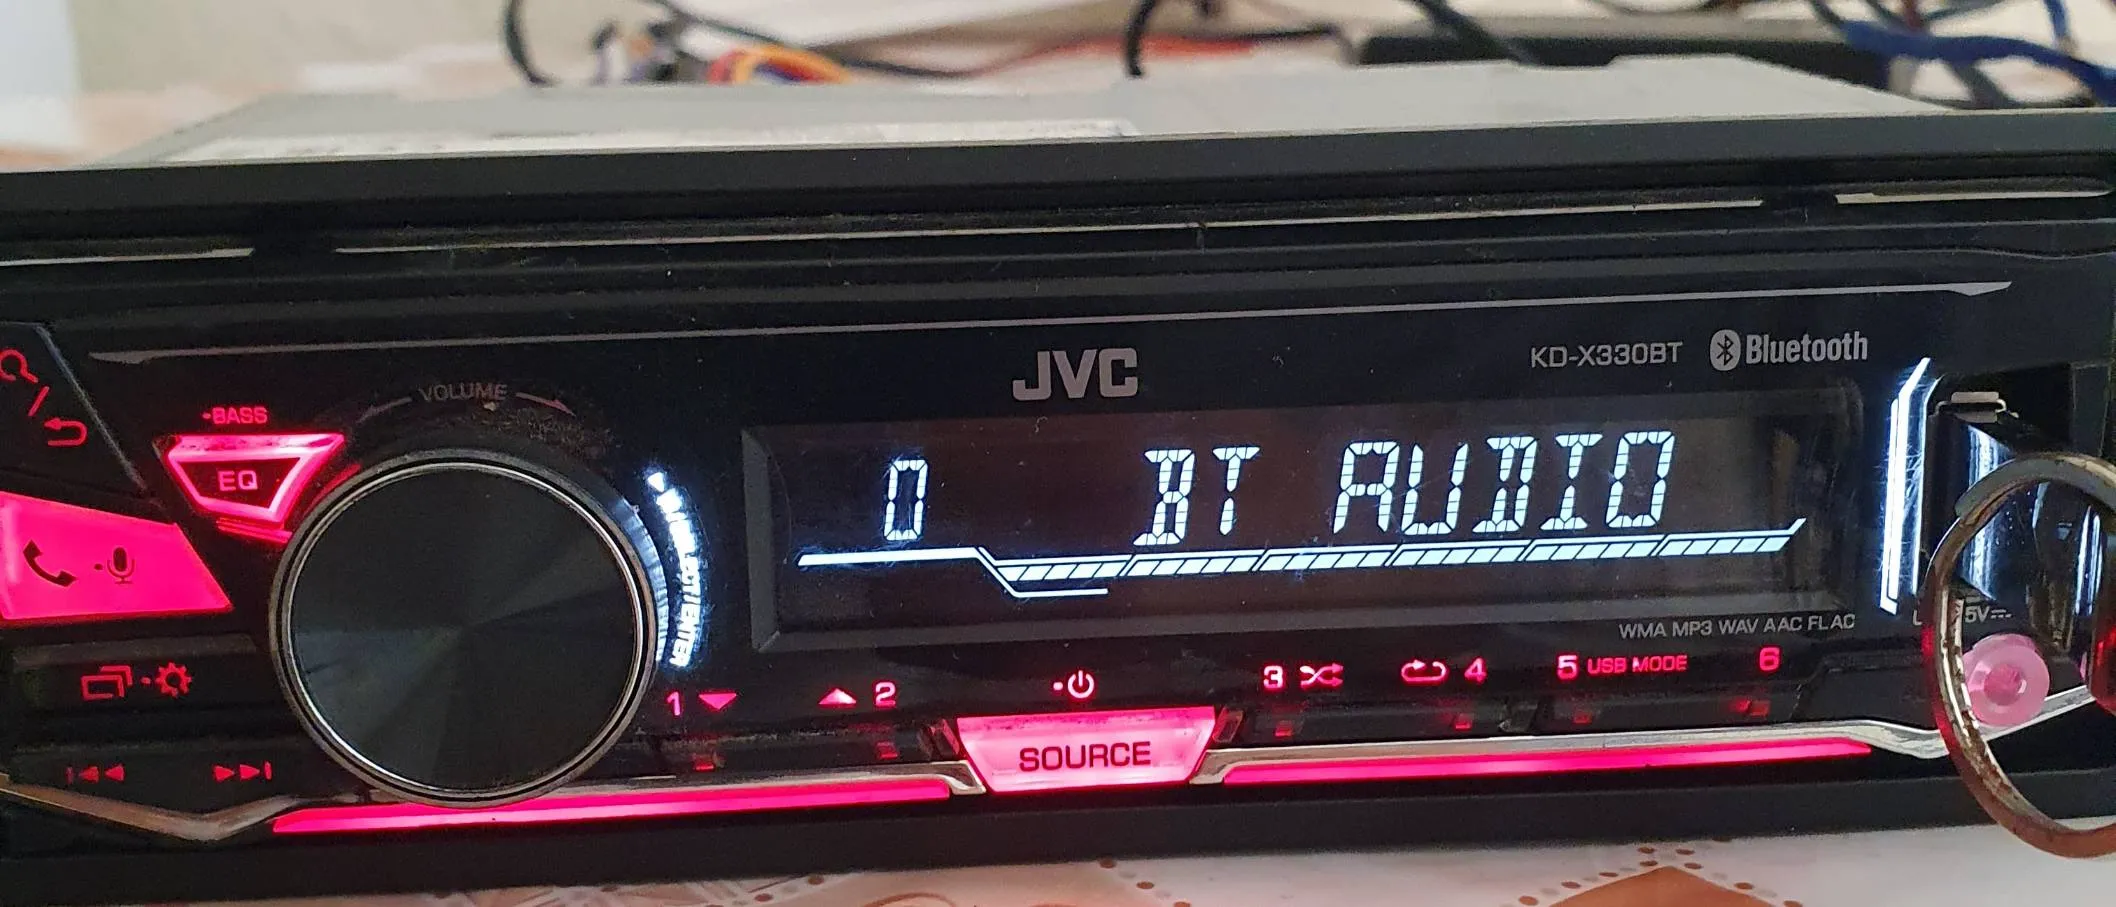 JVC
KD-X330BT Bluetooth
VOLUME
-BASS
EQ
0 BT AUDIO
5V
WMA MP3 WAV AAC FLAC
1 2 3 4 5 USB MODE 6
SOURCE